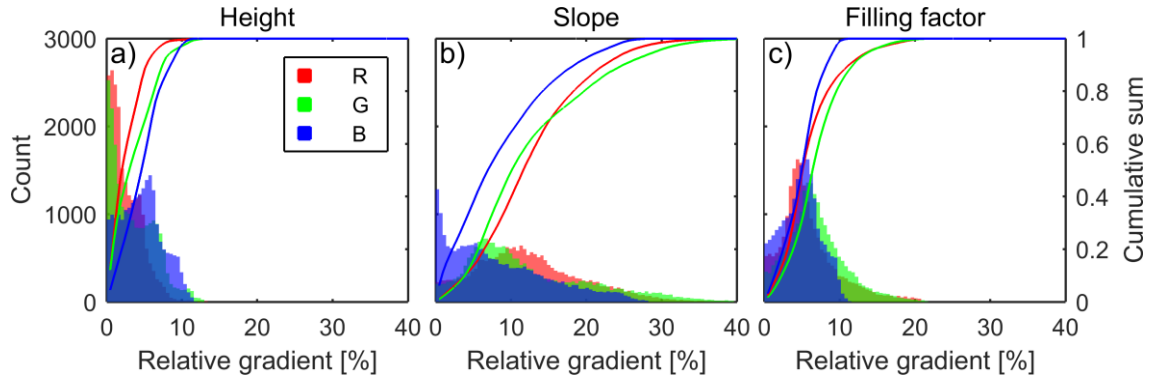 Height
Slope
Filling factor
a)
b)
c)
R
G
B
3000
2000
1000
0
Count
1
0.8
0.6
0.4
0.2
0
Cumulative sum
0 10 20 30 40
0 10 20 30 40
0 10 20 30 40
Relative gradient [%]
Relative gradient [%]
Relative gradient [%]